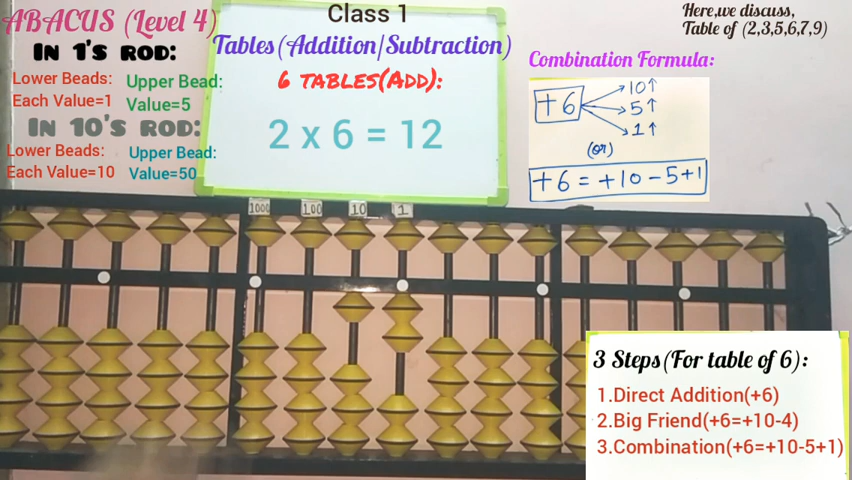 ABACUS (Level 4)
IN 1'S ROD:
Lower Beads:
Each Value=1
Upper Bead:
Value=5
IN 10'S ROD:
Lower Beads:
Each Value=10
Upper Bead:
Value=50
Class 1
Tables(Addition/Subtraction)
6 TABLES(ADD):
2 x 6 = 12
Here,we discuss,
Table of (2,3,5,6,7,9)
Combination Formula:
+6
10↑
5↑
1↑
(or)
+6 = +10-5+1
1000 100 10 1
3 Steps(For table of 6):
1.Direct Addition(+6)
2.Big Friend(+6=+10-4)
3.Combination(+6=+10-5+1)